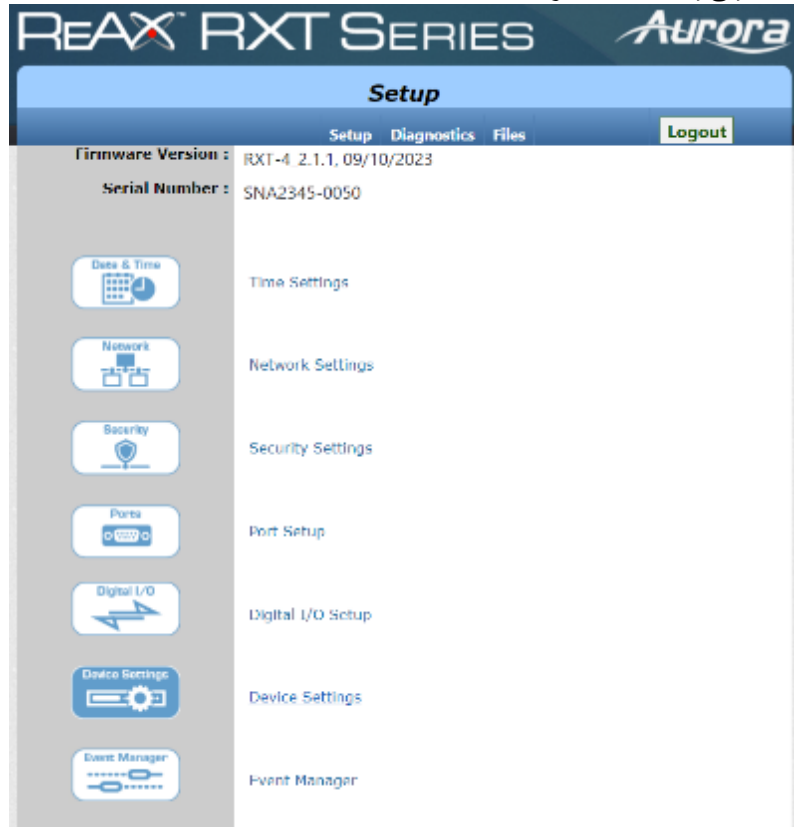 REAX™ RXT SERIES Aurora
Setup
Setup Diagnostics Files Logout
Firmware Version : RXT-4 2.1.1, 09/10/2023
Serial Number : SNA2345-0050
Date & Time
Time Settings
Network
Network Settings
Security
Security Settings
Ports
Port Setup
Digital I/O
Digital I/O Setup
Device Settings
Device Settings
Event Manager
Event Manager